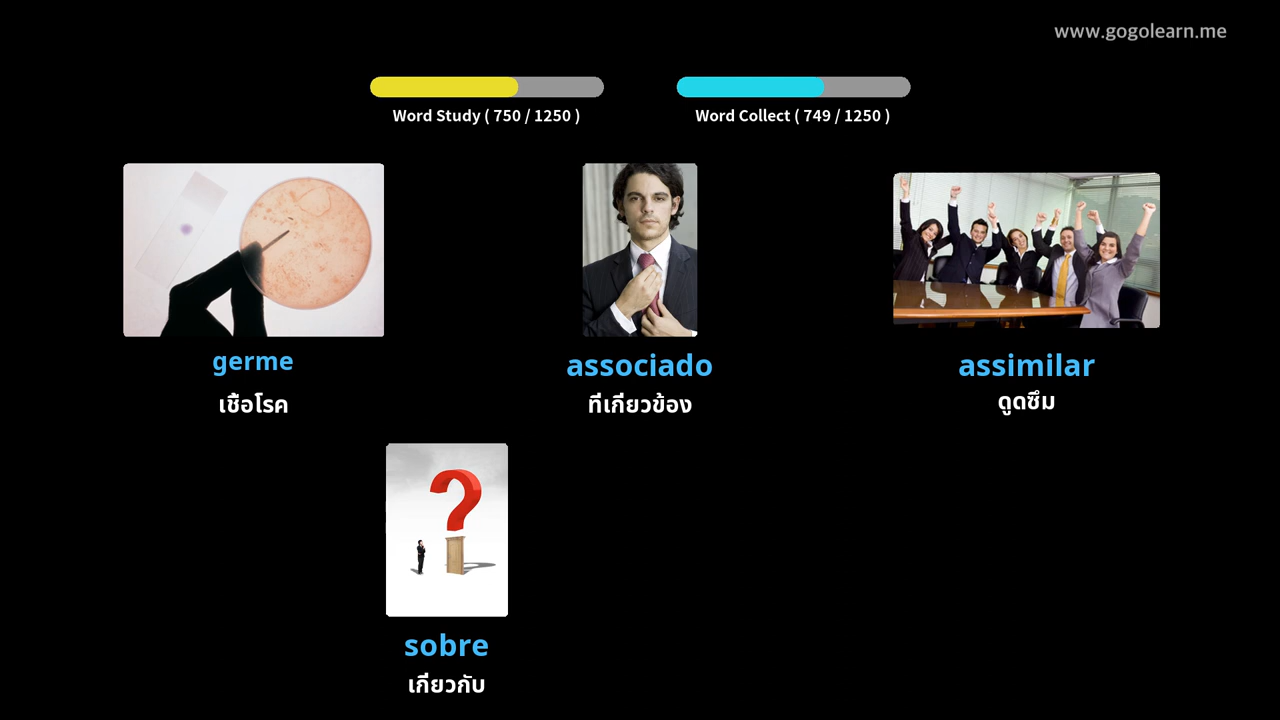 www.gogolearn.me
Word Study ( 750 / 1250 )
Word Collect ( 749 / 1250 )
germe
เชื้อโรค
associado
ที่เกี่ยวข้อง
assimilar
ดูดซึม
sobre
เกี่ยวกับ